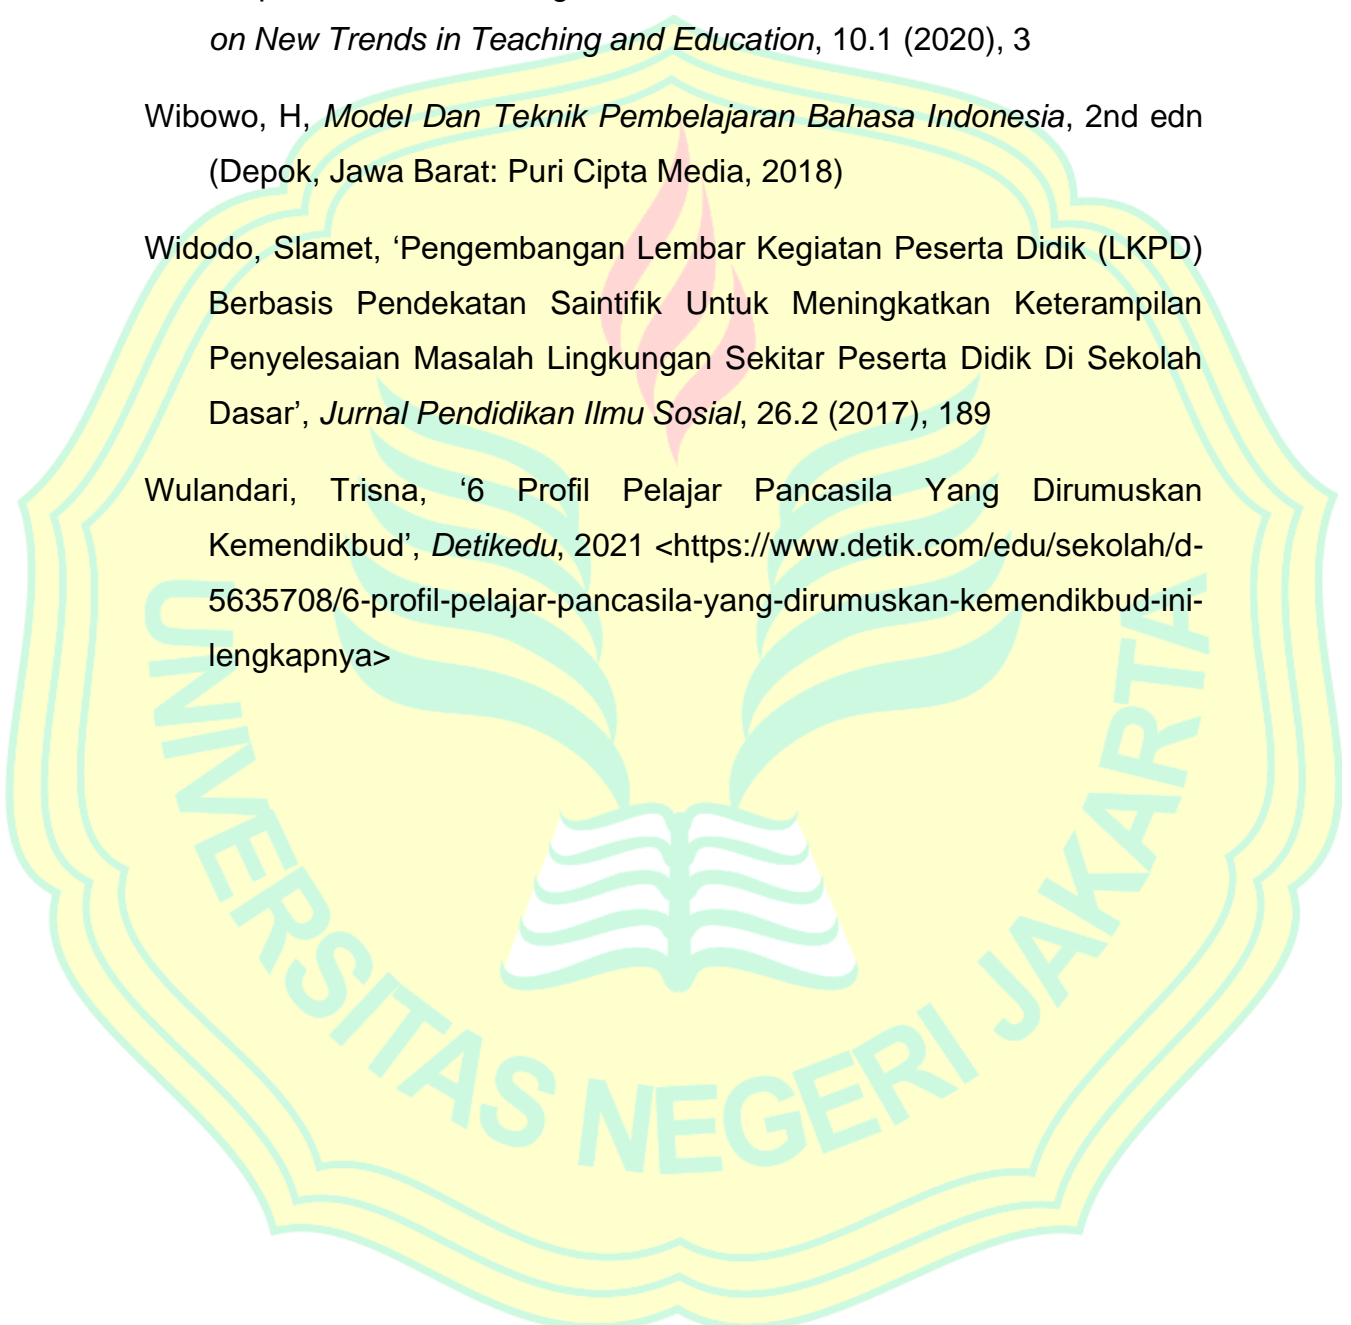 on New Trends in Teaching and Education, 10.1 (2020), 3
Wibowo, H, Model Dan Teknik Pembelajaran Bahasa Indonesia, 2nd edn
(Depok, Jawa Barat: Puri Cipta Media, 2018)
Widodo, Slamet, ‘Pengembangan Lembar Kegiatan Peserta Didik (LKPD)
Berbasis Pendekatan Saintifik Untuk Meningkatkan Keterampilan
Penyelesaian Masalah Lingkungan Sekitar Peserta Didik Di Sekolah
Dasar’, Jurnal Pendidikan Ilmu Sosial, 26.2 (2017), 189
Wulandari, Trisna, ‘6 Profil Pelajar Pancasila Yang Dirumuskan
Kemendikbud’, Detikedu, 2021 <https://www.detik.com/edu/sekolah/d-
5635708/6-profil-pelajar-pancasila-yang-dirumuskan-kemendikbud-ini-
lengkapnya>
UNIVERSITAS NEGERI JAKARTA